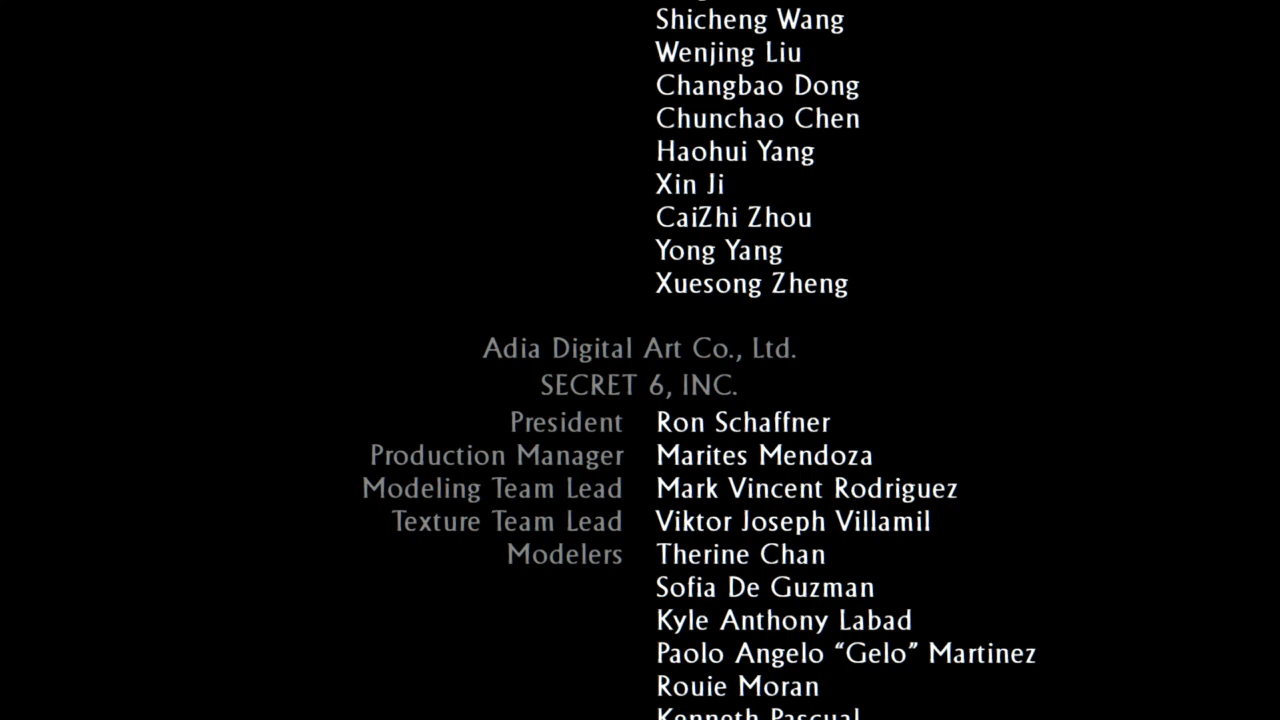 Shicheng Wang
Wenjing Liu
Changbao Dong
Chunchao Chen
Haohui Yang
Xin Ji
CaiZhi Zhou
Yong Yang
Xuesong Zheng
Adia Digital Art Co., Ltd.
SECRET 6, INC.
President Ron Schaffner
Production Manager Marites Mendoza
Modeling Team Lead Mark Vincent Rodriguez
Texture Team Lead Viktor Joseph Villamil
Modelers Therine Chan
Sofia De Guzman
Kyle Anthony Labad
Paolo Angelo “Gelo” Martinez
Rouie Moran
Kenneth Pascual